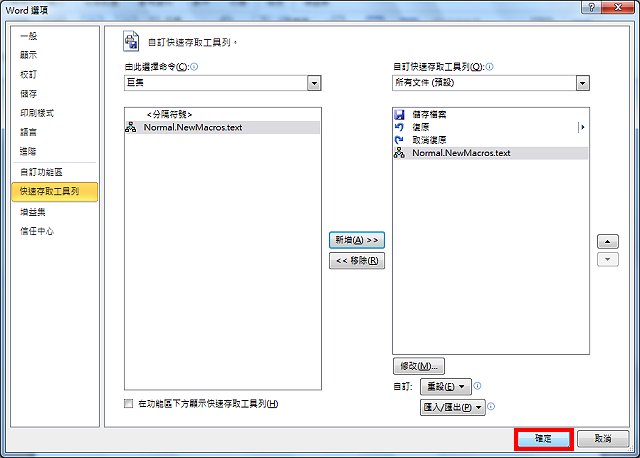 Word 選項
一般
顯示
校訂
儲存
印刷樣式
語言
進階
自訂功能區
快速存取工具列
增益集
信任中心
自訂快速存取工具列。
由此選擇命令(C):
巨集
<分隔符號>
Normal.NewMacros.text
新增(A) >>
<< 移除(R)
自訂快速存取工具列(Q):
所有文件 (預設)
儲存檔案
復原
取消復原
Normal.NewMacros.text
修改(M)...
自訂: 重設(E)
匯入/匯出(P)
在功能區下方顯示快速存取工具列(H)
確定
取消